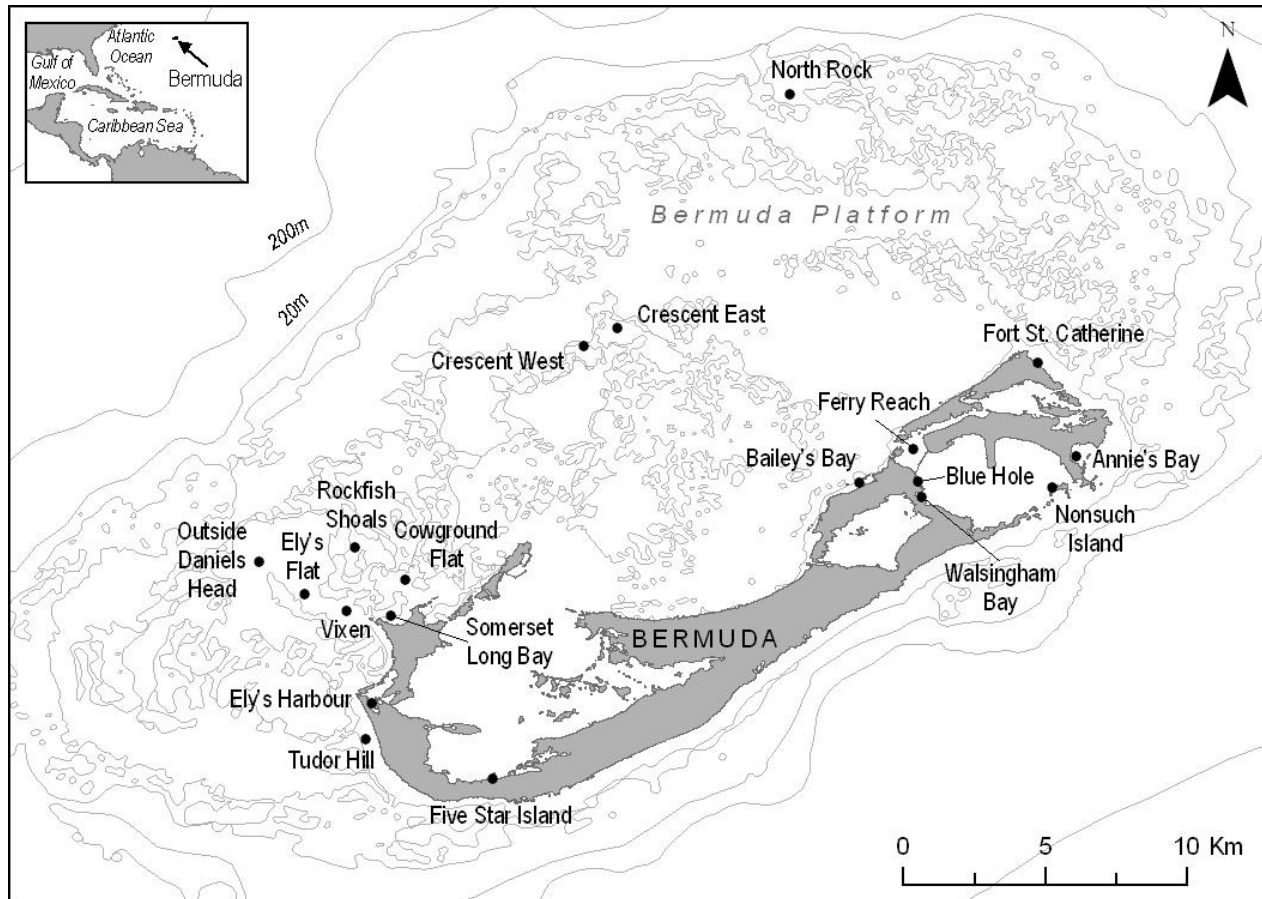 Atlantic
Ocean
Gulf of
Mexico
Bermuda
Caribbean Sea
N
North Rock
Bermuda Platform
200m
20m
Crescent East
Crescent West
Fort St. Catherine
Ferry Reach
Bailey's Bay
Blue Hole
Annie's Bay
Nonsuch
Island
Walsingham
Bay
Rockfish
Shoals
Outside
Daniels
Head
Ely's
Flat
Cowground
Flat
Vixen
Somerset
Long Bay
BERMUDA
Ely's Harbour
Tudor Hill
Five Star Island
0 5 10 Km